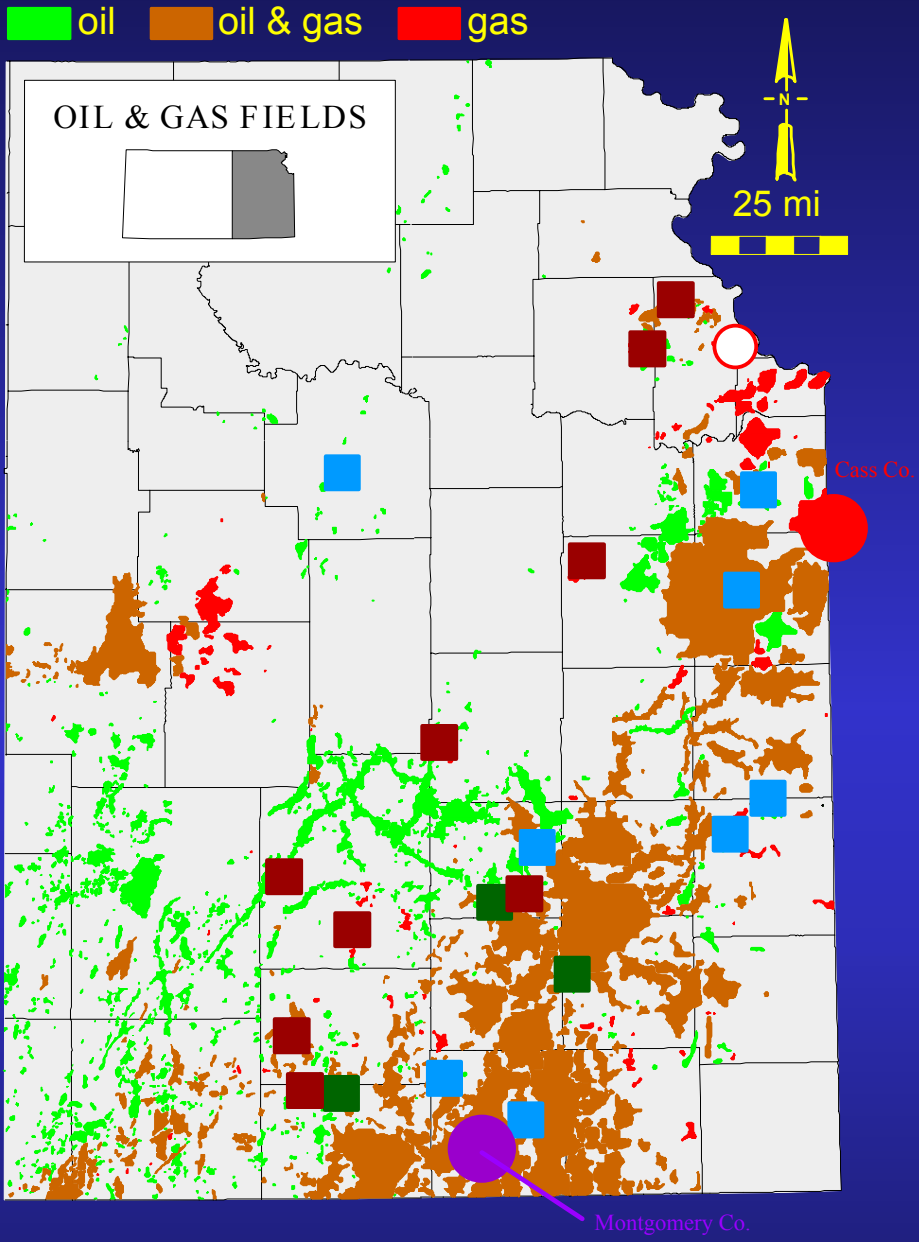 oil
oil & gas
gas
OIL & GAS FIELDS
N
25 mi
Cass Co.
Montgomery Co.